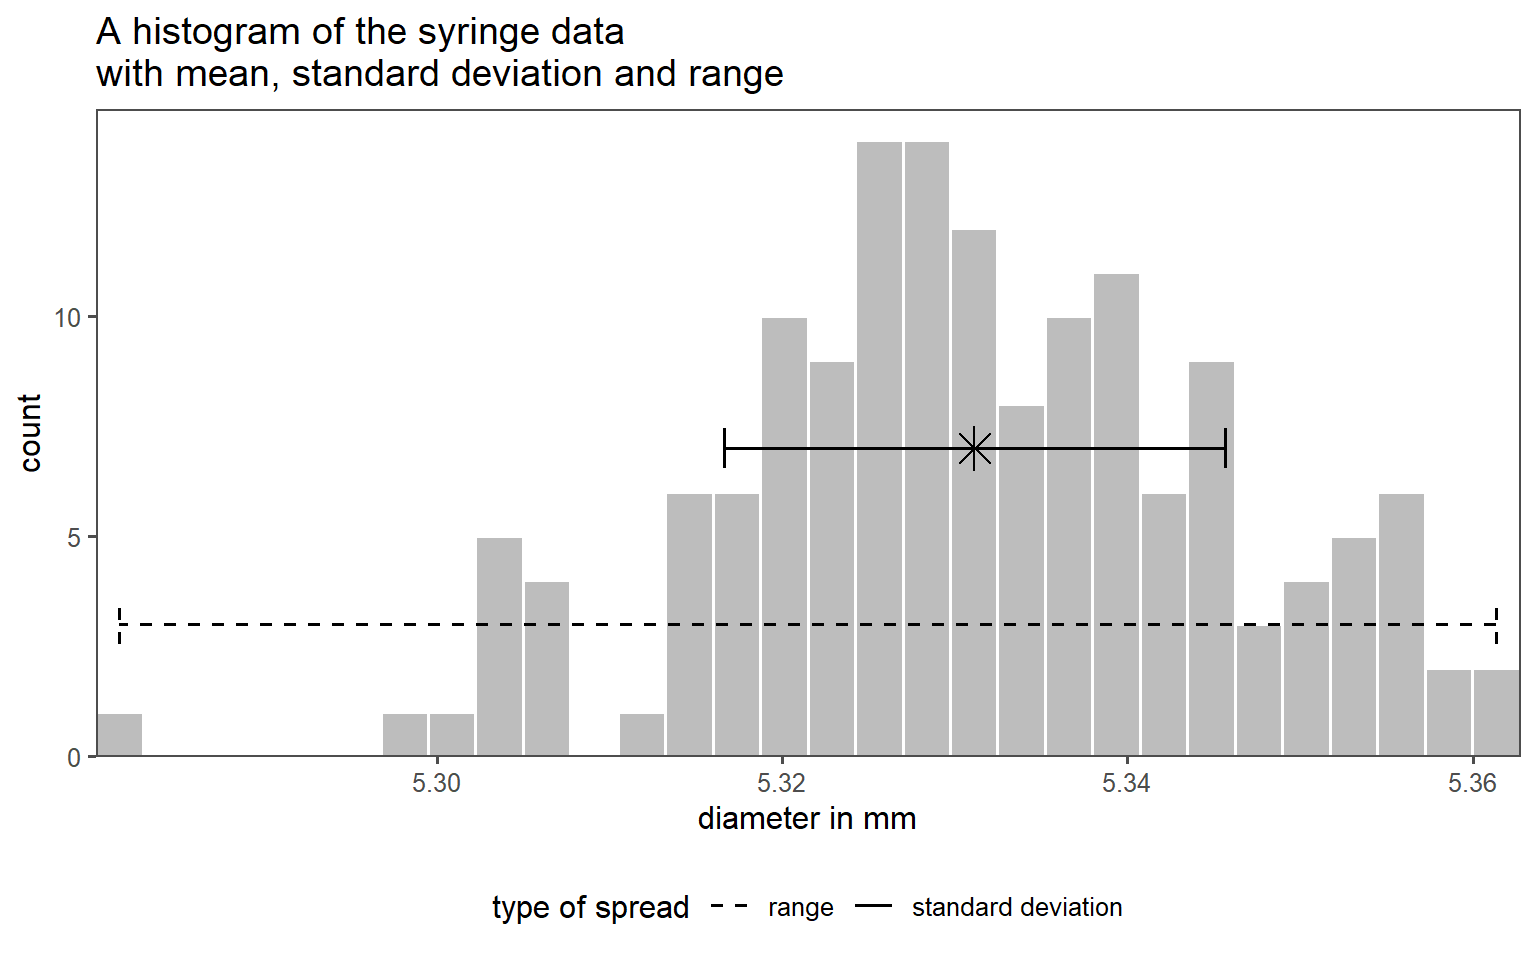 A histogram of the syringe data
with mean, standard deviation and range
count
10
5
0
5.30 5.32 5.34 5.36
diameter in mm
type of spread range standard deviation